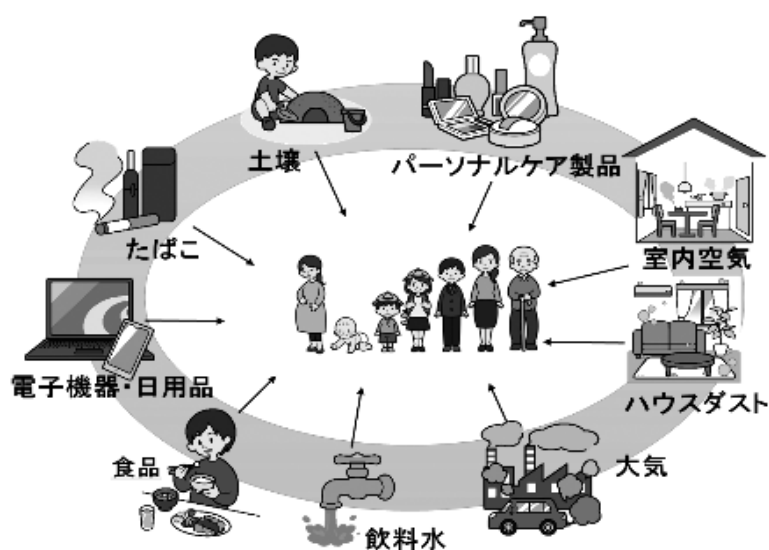 土壌
パーソナルケア製品
たばこ
室内空気
電子機器・日用品
ハウスダスト
食品
大気
飲料水